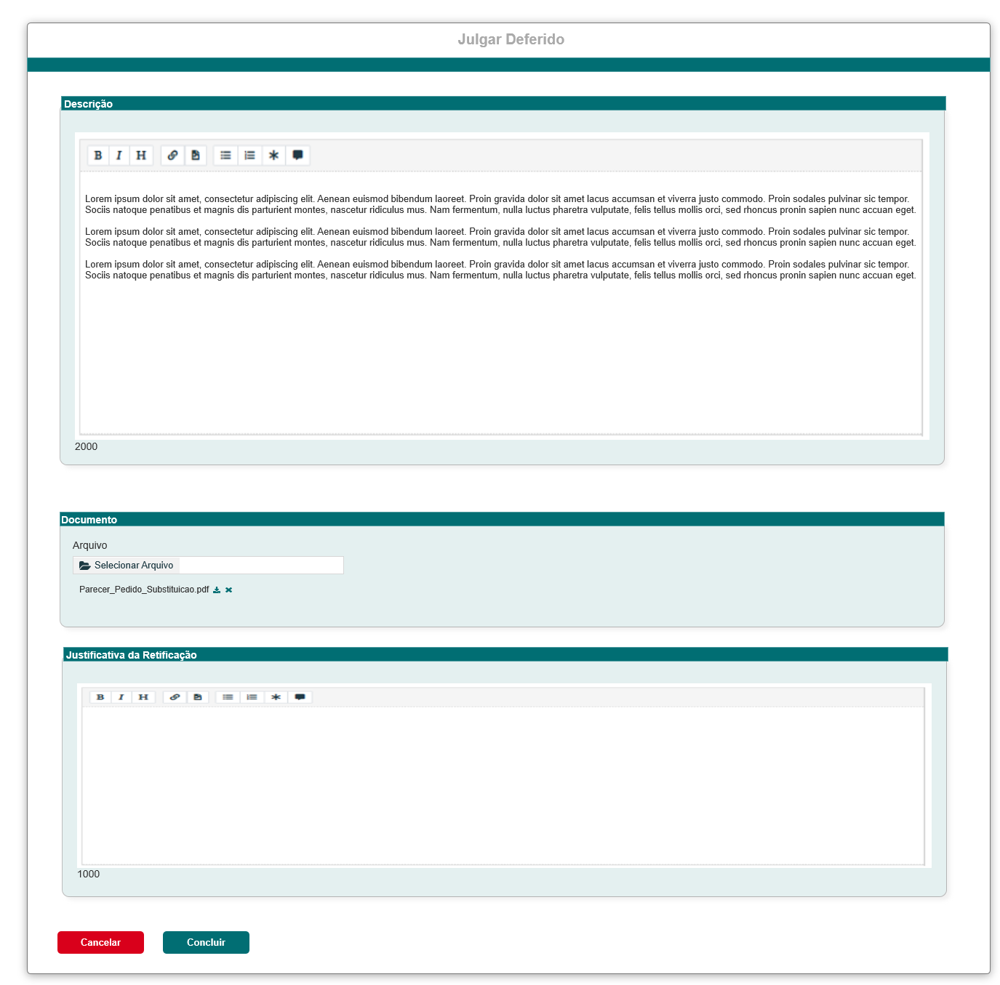 Julgar Deferido
Descrição
B I H
Lorem ipsum dolor sit amet, consectetur adipiscing elit. Aenean euismod bibendum laoreet. Proin gravida dolor sit amet lacus accumsan et viverra justo commodo. Proin sodales pulvinar sic tempor.
Sociis natoque penatibus et magnis dis parturient montes, nascetur ridiculus mus. Nam fermentum, nulla luctus pharetra vulputate, felis tellus mollis orci, sed rhoncus pronin sapien nunc accuan eget.
Lorem ipsum dolor sit amet, consectetur adipiscing elit. Aenean euismod bibendum laoreet. Proin gravida dolor sit amet lacus accumsan et viverra justo commodo. Proin sodales pulvinar sic tempor.
Sociis natoque penatibus et magnis dis parturient montes, nascetur ridiculus mus. Nam fermentum, nulla luctus pharetra vulputate, felis tellus mollis orci, sed rhoncus pronin sapien nunc accuan eget.
Lorem ipsum dolor sit amet, consectetur adipiscing elit. Aenean euismod bibendum laoreet. Proin gravida dolor sit amet lacus accumsan et viverra justo commodo. Proin sodales pulvinar sic tempor.
Sociis natoque penatibus et magnis dis parturient montes, nascetur ridiculus mus. Nam fermentum, nulla luctus pharetra vulputate, felis tellus mollis orci, sed rhoncus pronin sapien nunc accuan eget.
2000
Documento
Arquivo
Selecionar Arquivo
Parecer_Pedido_Substituicao.pdf
Justificativa da Retificação
B I H
1000
Cancelar Concluir